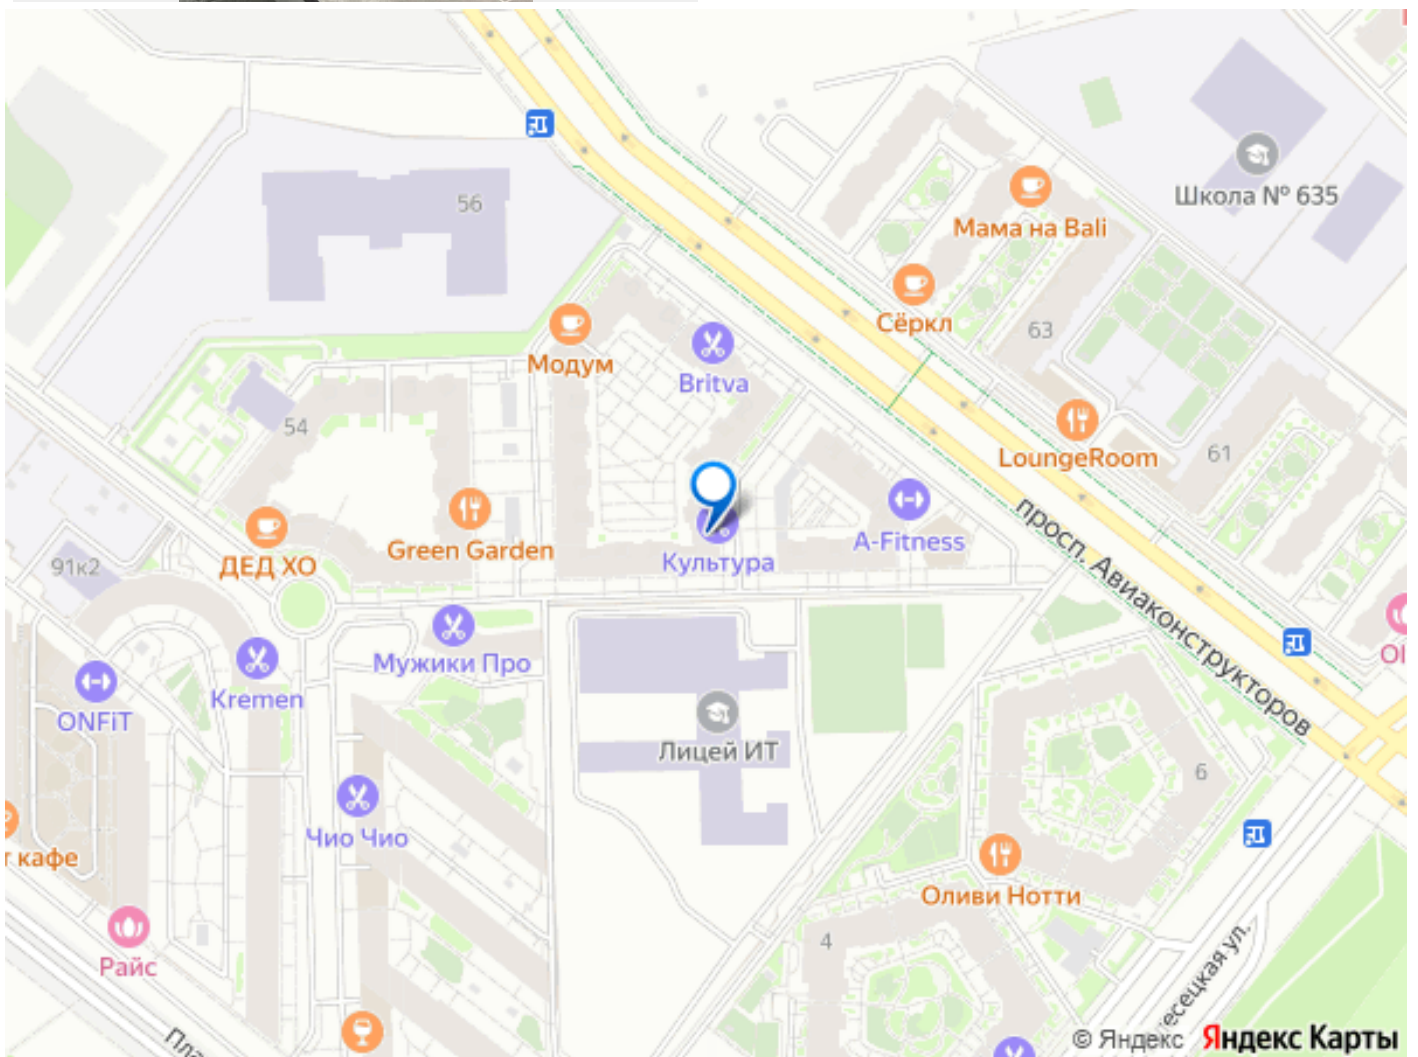 Школа № 635
56
Мама на Bali
Сёркл
63
Модум
Britva
54
LoungeRoom
61
просп. Авиаконструкторов
A-Fitness
Культура
Green Garden
ДЕД ХО
91к2
Мужики Про
Kremen
ONFiT
Лицей ИТ
6
Чио Чио
кафе
Оливи Нотти
4
Райс
© Яндекс Яндекс Карты